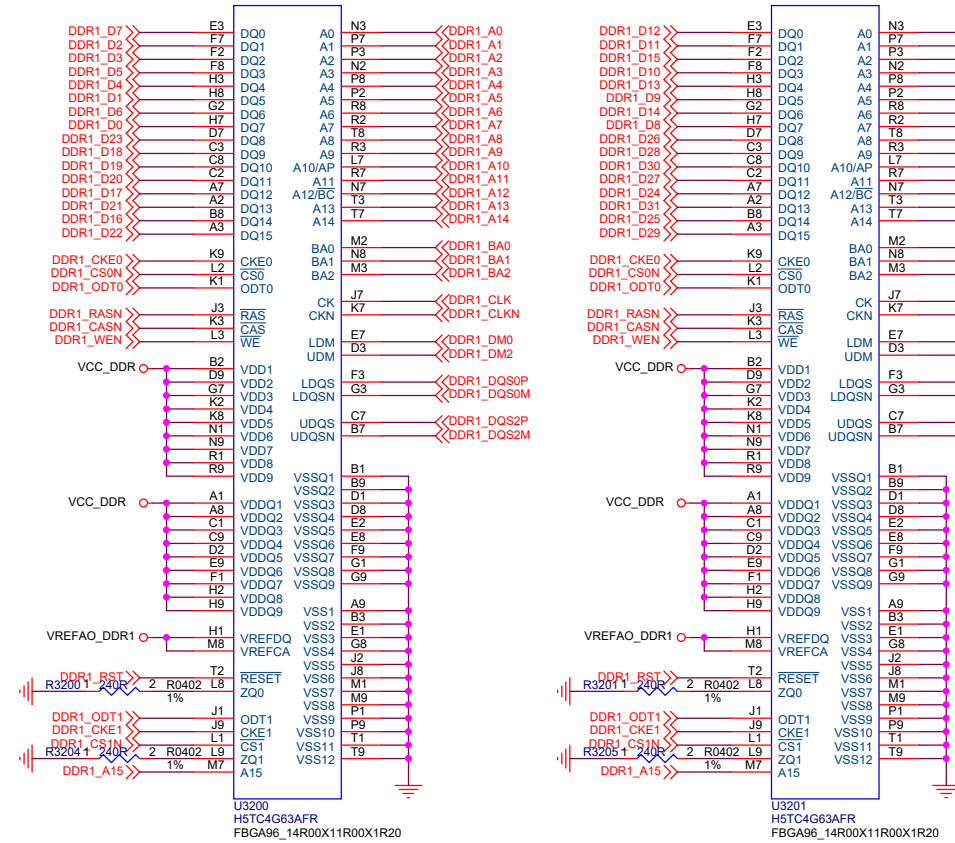 DDR1_D7 E3 DQ0 A0 N3 DDR1_A0
DDR1_D2 F7 DQ1 A1 P7 DDR1_A1
DDR1_D3 F2 DQ2 A2 P3 DDR1_A2
DDR1_D5 F8 DQ3 A3 N2 DDR1_A3
DDR1_D4 H3 DQ4 A4 P8 DDR1_A4
DDR1_D1 H8 DQ5 A5 P2 DDR1_A5
DDR1_D6 G2 DQ6 A6 R8 DDR1_A6
DDR1_D0 H7 DQ7 A7 R2 DDR1_A7
DDR1_D23 D7 DQ8 A8 T8 DDR1_A8
DDR1_D18 C3 DQ9 A9 R3 DDR1_A9
DDR1_D19 C8 DQ10 A10/AP L7 DDR1_A10
DDR1_D20 C2 DQ11 A11 R7 DDR1_A11
DDR1_D17 A7 DQ12 A12/BC N7 DDR1_A12
DDR1_D21 A2 DQ13 A13 T3 DDR1_A13
DDR1_D16 B8 DQ14 A14 T7 DDR1_A14
DDR1_D22 A3 DQ15
BA0 M2 DDR1_BA0
DDR1_CKE0 K9 CKE0 BA1 N8 DDR1_BA1
DDR1_CS0N L2 CS0 BA2 M3 DDR1_BA2
DDR1_ODT0 K1 ODT0
CK J7 DDR1_CLK
DDR1_RASN J3 RAS CKN K7 DDR1_CLKN
DDR1_CASN K3 CAS
DDR1_WEN L3 WE LDM E7 DDR1_DM0
UDM D3 DDR1_DM2
VCC_DDR B2 VDD1
D9 VDD2 LDQS F3 DDR1_DQS0P
G7 VDD3 LDQSN G3 DDR1_DQS0M
K2 VDD4
K8 VDD5 UDQS C7 DDR1_DQS2P
N1 VDD6 UDQSN B7 DDR1_DQS2M
N9 VDD7
R1 VDD8
R9 VDD9 VSSQ1 B1
VSSQ2 B9
VCC_DDR A1 VDDQ1 VSSQ3 D1
A8 VDDQ2 VSSQ4 D8
C1 VDDQ3 VSSQ5 E2
C9 VDDQ4 VSSQ6 E8
D2 VDDQ5 VSSQ7 F9
E9 VDDQ6 VSSQ8 G1
F1 VDDQ7 VSSQ9 G9
H2 VDDQ8
H9 VDDQ9 VSS1 A9
VSS2 B3
VREFAO_DDR1 H1 VREFDQ VSS3 E1
M8 VREFCA VSS4 G8
VSS5 J2
DDR1_RST T2 RESET VSS6 J8
R3200 1 240R 2 R0402 1% L8 ZQ0 VSS7 M1
VSS8 M9
DDR1_ODT1 J1 ODT1 VSS9 P1
DDR1_CKE1 J9 CKE1 VSS10 P9
DDR1_CS1N L1 CS1 VSS11 T1
R3204 1 240R 2 R0402 1% L9 ZQ1 VSS12 T9
DDR1_A15 M7 A15
U3200
H5TC4G63AFR
FBGA96_14R00X11R00X1R20
DDR1_D12 E3 DQ0 A0 N3
DDR1_D11 F7 DQ1 A1 P7
DDR1_D15 F2 DQ2 A2 P3
DDR1_D10 F8 DQ3 A3 N2
DDR1_D13 H3 DQ4 A4 P8
DDR1_D9 H8 DQ5 A5 P2
DDR1_D14 G2 DQ6 A6 R8
DDR1_D8 H7 DQ7 A7 R2
DDR1_D26 D7 DQ8 A8 T8
DDR1_D28 C3 DQ9 A9 R3
DDR1_D30 C8 DQ10 A10/AP L7
DDR1_D27 C2 DQ11 A11 R7
DDR1_D24 A7 DQ12 A12/BC N7
DDR1_D31 A2 DQ13 A13 T3
DDR1_D25 B8 DQ14 A14 T7
DDR1_D29 A3 DQ15
BA0 M2
DDR1_CKE0 K9 CKE0 BA1 N8
DDR1_CS0N L2 CS0 BA2 M3
DDR1_ODT0 K1 ODT0
CK J7
DDR1_RASN J3 RAS CKN K7
DDR1_CASN K3 CAS
DDR1_WEN L3 WE LDM E7
UDM D3
VCC_DDR B2 VDD1
D9 VDD2 LDQS F3
G7 VDD3 LDQSN G3
K2 VDD4
K8 VDD5 UDQS C7
N1 VDD6 UDQSN B7
N9 VDD7
R1 VDD8
R9 VDD9 VSSQ1 B1
VSSQ2 B9
VCC_DDR A1 VDDQ1 VSSQ3 D1
A8 VDDQ2 VSSQ4 D8
C1 VDDQ3 VSSQ5 E2
C9 VDDQ4 VSSQ6 E8
D2 VDDQ5 VSSQ7 F9
E9 VDDQ6 VSSQ8 G1
F1 VDDQ7 VSSQ9 G9
H2 VDDQ8
H9 VDDQ9 VSS1 A9
VSS2 B3
VREFAO_DDR1 H1 VREFDQ VSS3 E1
M8 VREFCA VSS4 G8
VSS5 J2
DDR1_RST T2 RESET VSS6 J8
R3201 1 240R 2 R0402 1% L8 ZQ0 VSS7 M1
VSS8 M9
DDR1_ODT1 J1 ODT1 VSS9 P1
DDR1_CKE1 J9 CKE1 VSS10 P9
DDR1_CS1N L1 CS1 VSS11 T1
R3205 1 240R 2 R0402 1% L9 ZQ1 VSS12 T9
DDR1_A15 M7 A15
U3201
H5TC4G63AFR
FBGA96_14R00X11R00X1R20